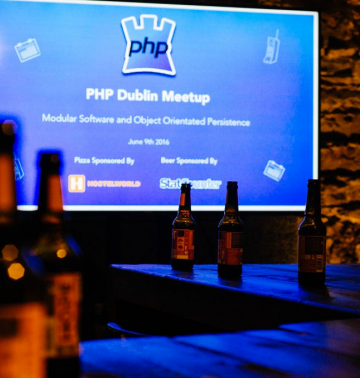 php
PHP Dublin Meetup
Modular Software and Object Orientated Persistence
June 9th 2016
Pizza Sponsored By
Beer Sponsored By
H HOSTELWORLD